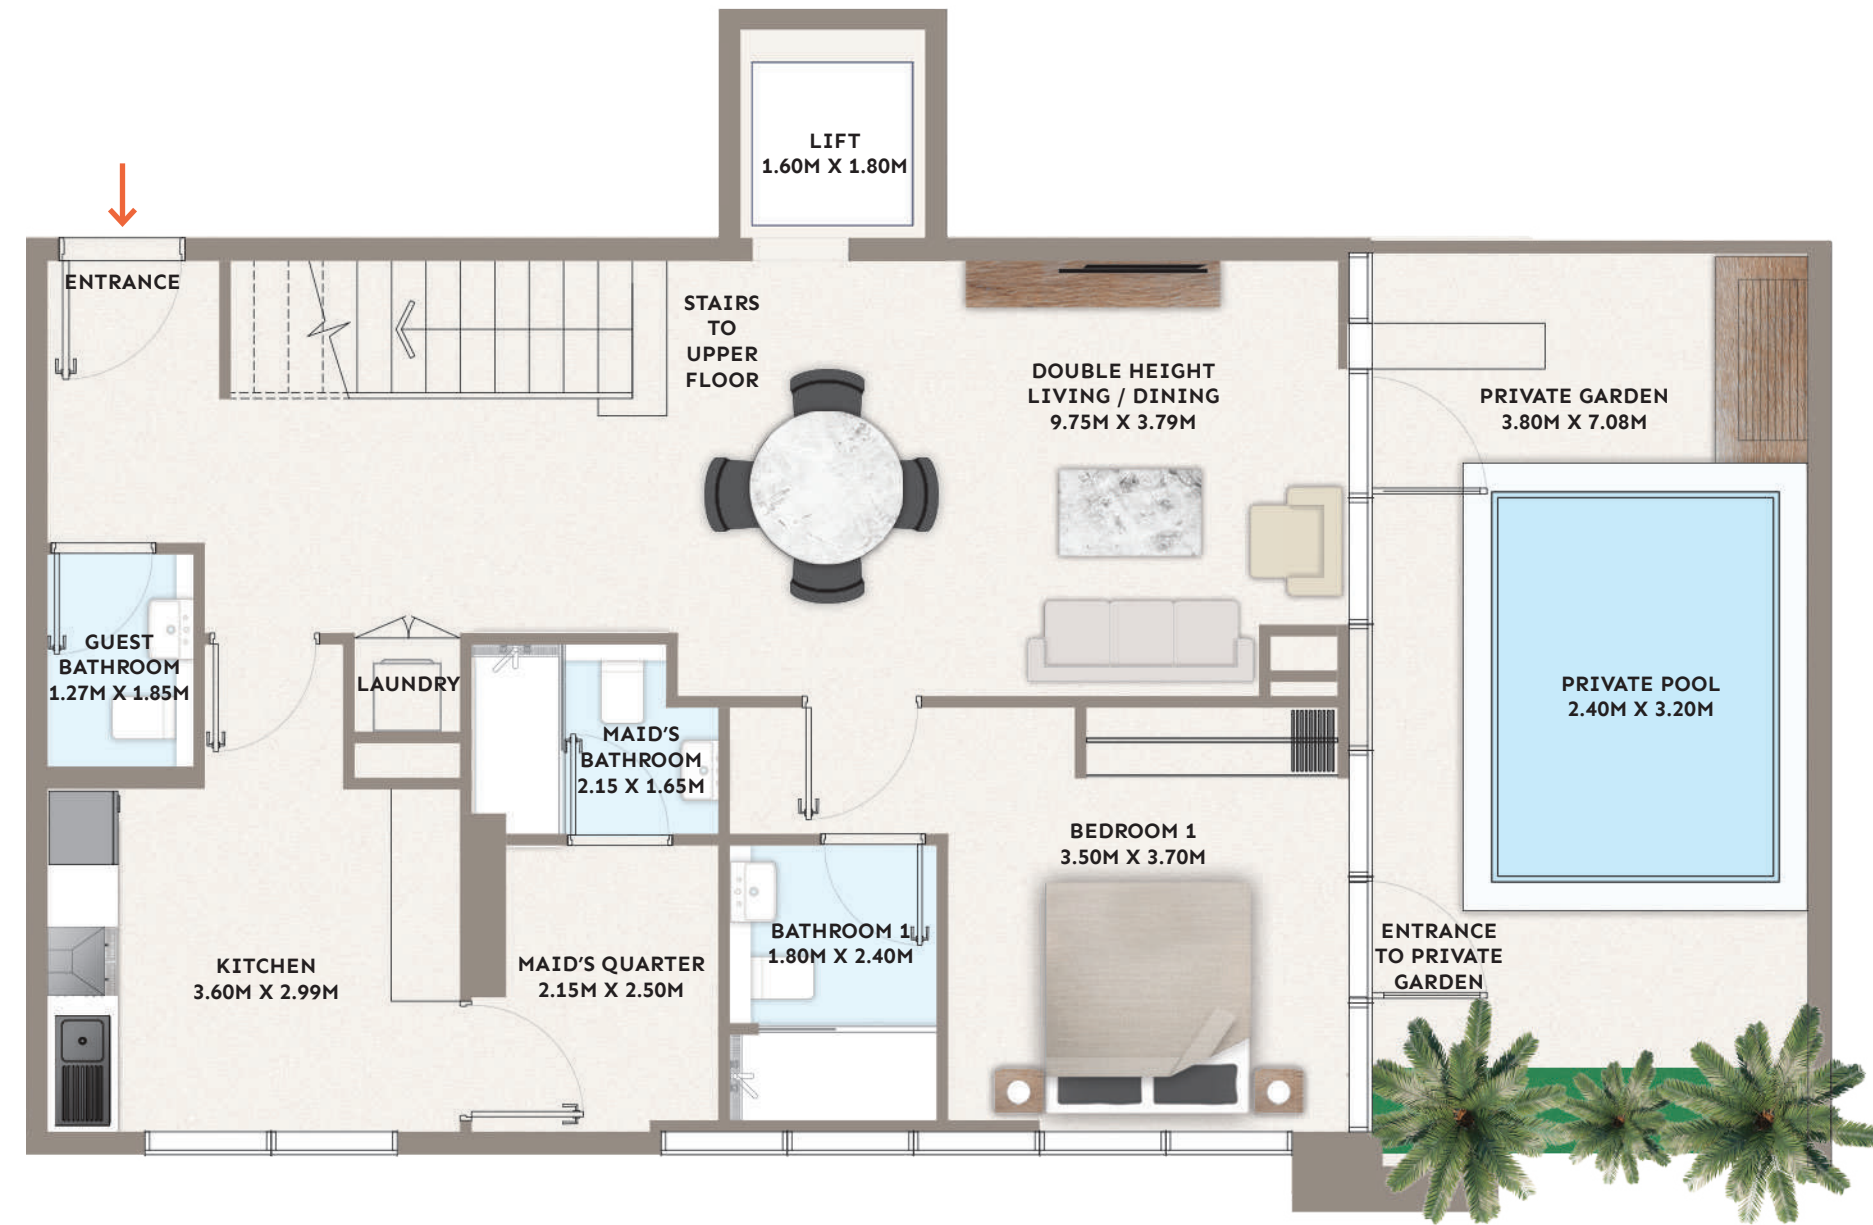 LIFT
1.60M X 1.80M
ENTRANCE
STAIRS
TO
UPPER
FLOOR
DOUBLE HEIGHT
LIVING / DINING
9.75M X 3.79M
PRIVATE GARDEN
3.80M X 7.08M
GUEST
BATHROOM
1.27M X 1.85M
LAUNDRY
MAID'S
BATHROOM
2.15 X 1.65M
PRIVATE POOL
2.40M X 3.20M
BEDROOM 1
3.50M X 3.70M
KITCHEN
3.60M X 2.99M
MAID'S QUARTER
2.15M X 2.50M
BATHROOM 1
1.80M X 2.40M
ENTRANCE
TO PRIVATE
GARDEN